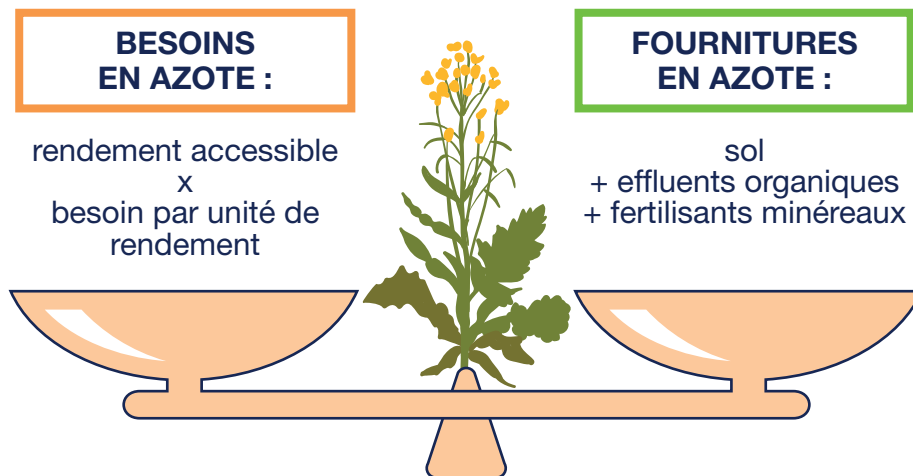 BESOINS
EN AZOTE :
rendement accessible
x
besoin par unité de
rendement
FOURNITURES
EN AZOTE :
sol
+ effluents organiques
+ fertilisants minéreaux